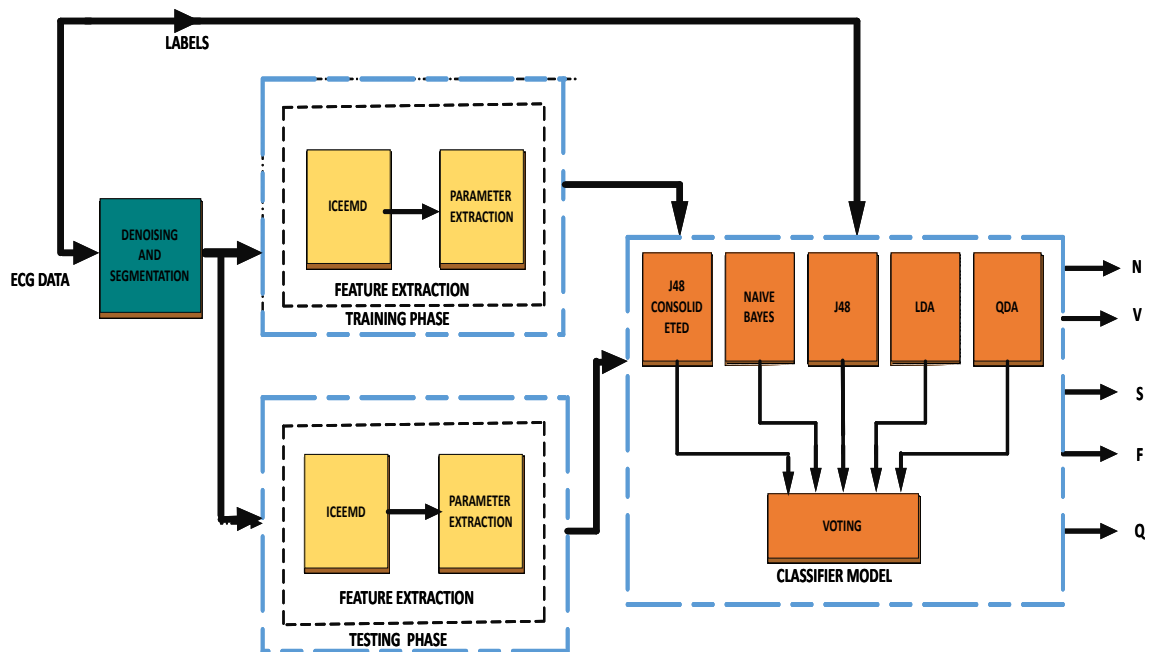 LABELS
ECG DATA
DENOISING
AND
SEGMENTATION
ICEEMD
PARAMETER
EXTRACTION
FEATURE EXTRACTION
TRAINING PHASE
ICEEMD
PARAMETER
EXTRACTION
FEATURE EXTRACTION
TESTING PHASE
J48
CONSOLID
ETED
NAIVE
BAYES
J48
LDA
QDA
VOTING
CLASSIFIER MODEL
N
V
S
F
Q